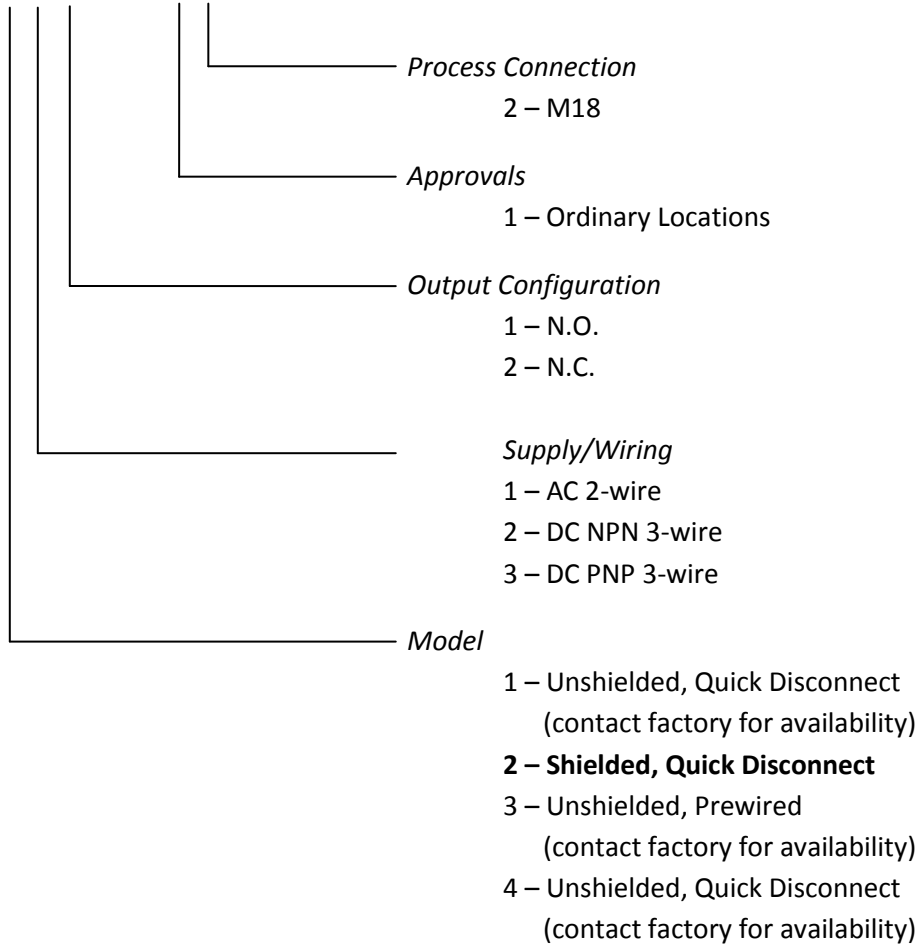 Process Connection
2 – M18
Approvals
1 – Ordinary Locations
Output Configuration
1 – N.O.
2 – N.C.
Supply/Wiring
1 – AC 2-wire
2 – DC NPN 3-wire
3 – DC PNP 3-wire
Model
1 – Unshielded, Quick Disconnect
(contact factory for availability)
2 – Shielded, Quick Disconnect
3 – Unshielded, Prewired
(contact factory for availability)
4 – Unshielded, Quick Disconnect
(contact factory for availability)